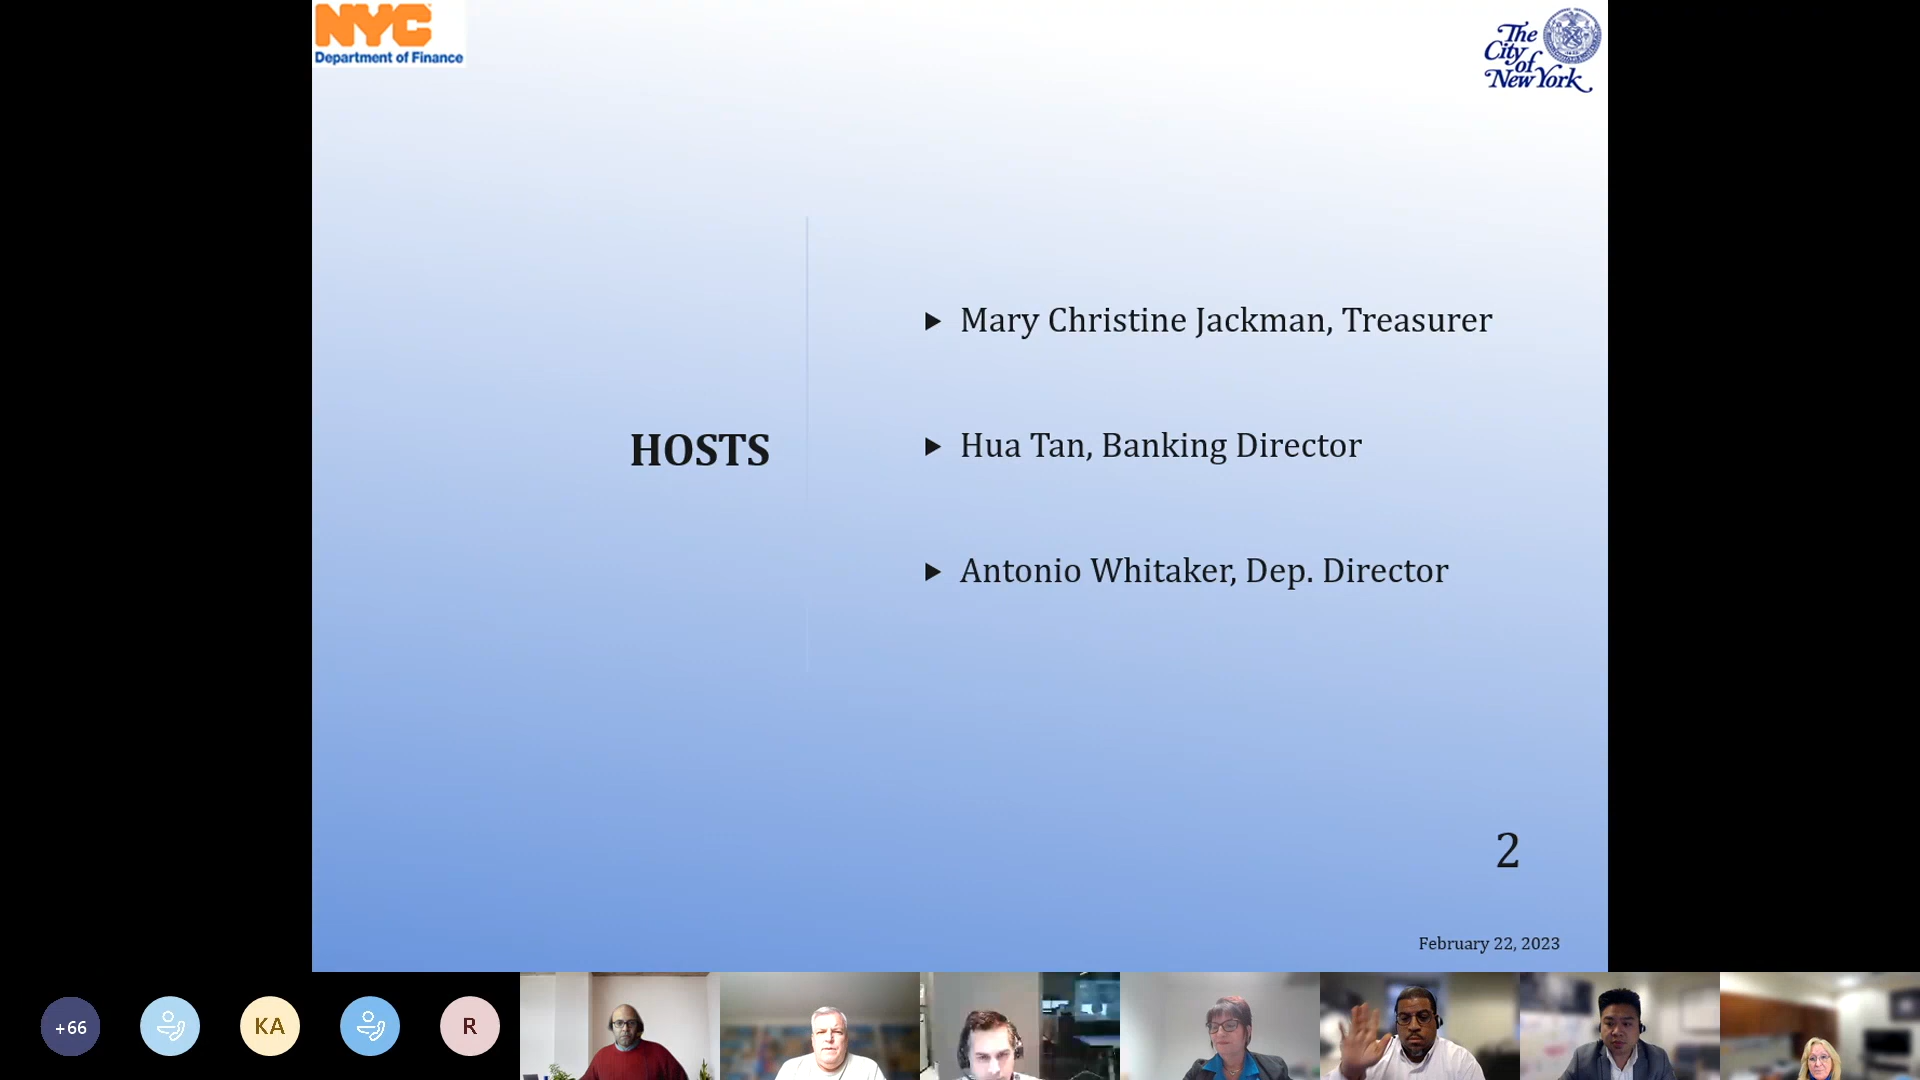 NYC
Department of Finance
The
City
of
New York
HOSTS
Mary Christine Jackman, Treasurer
Hua Tan, Banking Director
Antonio Whitaker, Dep. Director
2
February 22, 2023
+66
KA
R